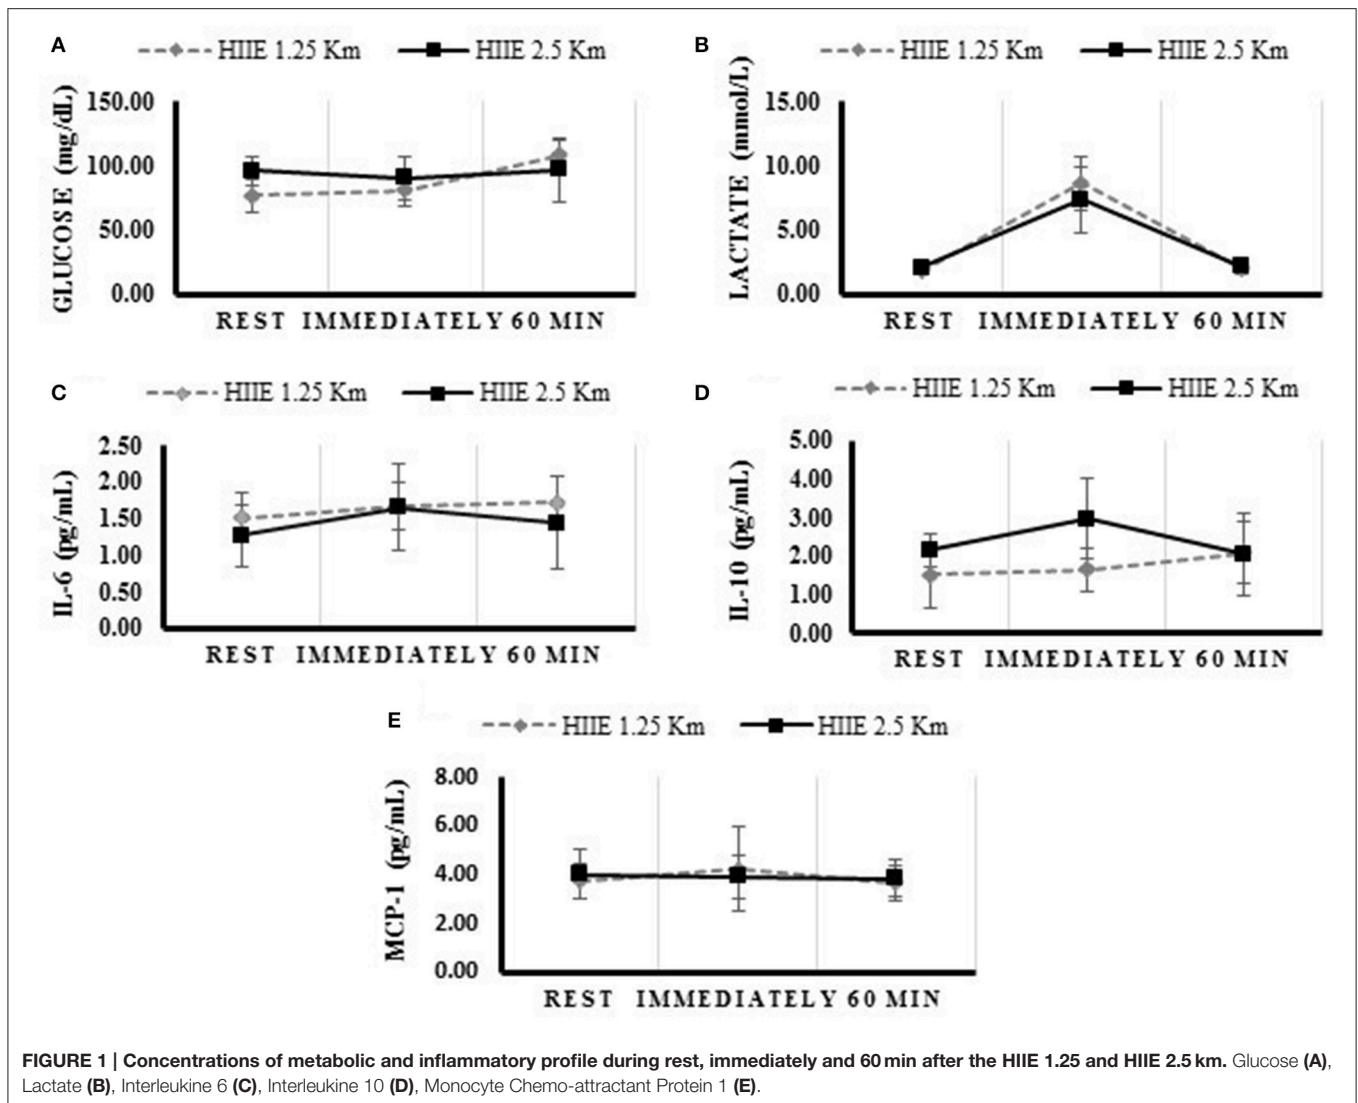 A
HIIE 1.25 Km
HIIE 2.5 Km
GLUCOSE (mg/dL)
150.00
100.00
50.00
0.00
REST IMMEDIATELY 60 MIN
B
HIIE 1.25 Km
HIIE 2.5 Km
LACTATE (mmol/L)
15.00
10.00
5.00
0.00
REST IMMEDIATELY 60 MIN
C
HIIE 1.25 Km
HIIE 2.5 Km
IL-6 (pg/mL)
2.50
2.00
1.50
1.00
0.50
0.00
REST IMMEDIATELY 60 MIN
D
HIIE 1.25 Km
HIIE 2.5 Km
IL-10 (pg/mL)
5.00
4.00
3.00
2.00
1.00
0.00
REST IMMEDIATELY 60 MIN
E
HIIE 1.25 Km
HIIE 2.5 Km
MCP-1 (pg/mL)
8.00
6.00
4.00
2.00
0.00
REST IMMEDIATELY 60 MIN
FIGURE 1 | Concentrations of metabolic and inflammatory profile during rest, immediately and 60 min after the HIIE 1.25 and HIIE 2.5 km. Glucose (A),
Lactate (B), Interleukine 6 (C), Interleukine 10 (D), Monocyte Chemo-attractant Protein 1 (E).